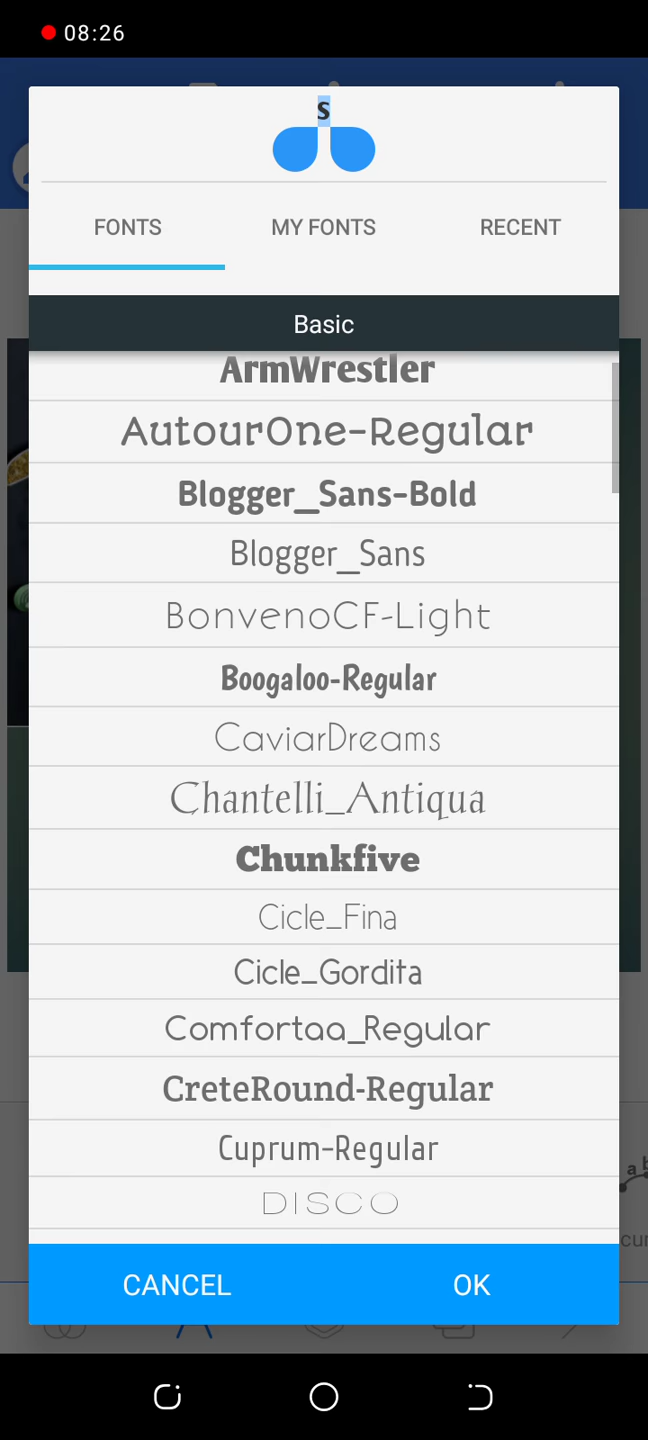 08:26
s
FONTS MY FONTS RECENT
Basic
ArmWrestler
AutourOne-Regular
Blogger_Sans-Bold
Blogger_Sans
BonvenoCF-Light
Boogaloo-Regular
CaviarDreams
Chantelli_Antiqua
Chunkfive
Cicle_Fina
Cicle_Gordita
Comfortaa_Regular
CreteRound-Regular
Cuprum-Regular
DISCO
CANCEL OK